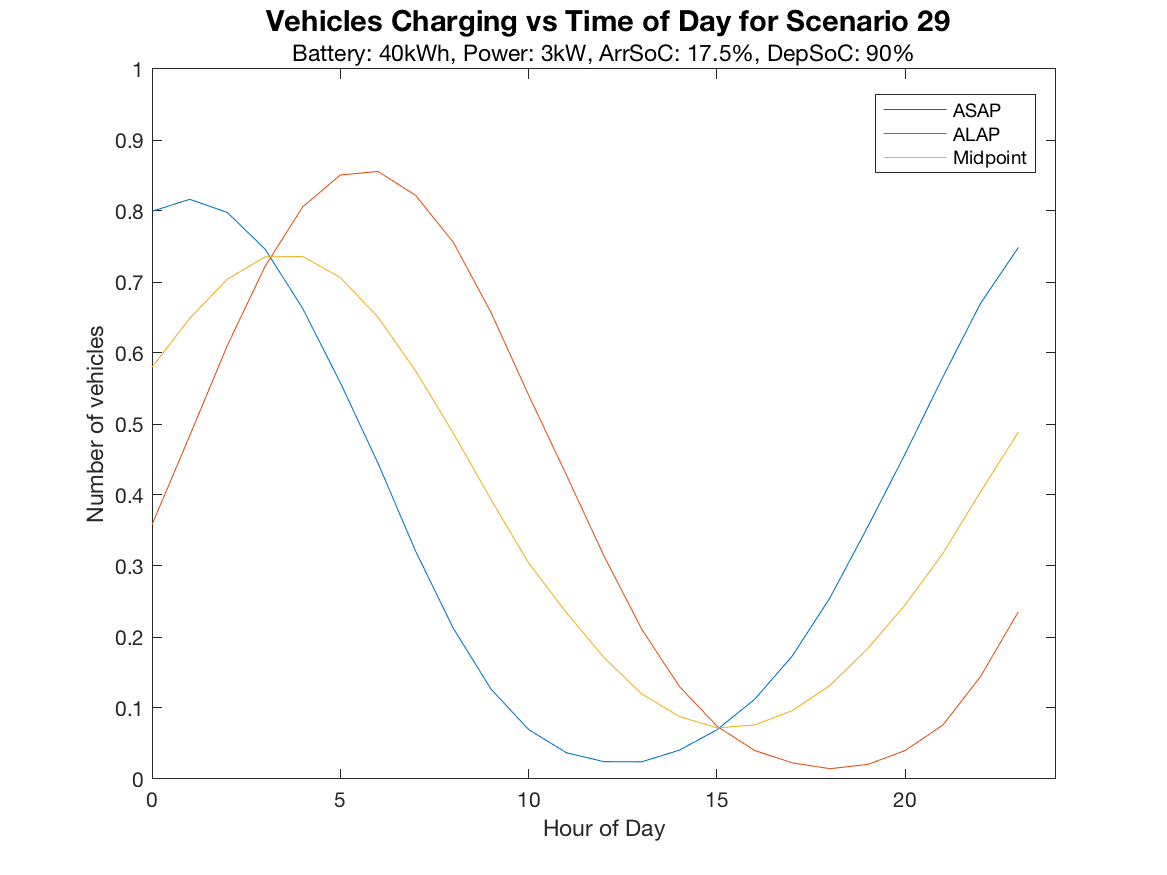 Vehicles Charging vs Time of Day for Scenario 29
Battery: 40kWh, Power: 3kW, ArrSoC: 17.5%, DepSoC: 90%
ASAP
ALAP
Midpoint
Number of vehicles
1
0.9
0.8
0.7
0.6
0.5
0.4
0.3
0.2
0.1
0
0 5 10 15 20
Hour of Day